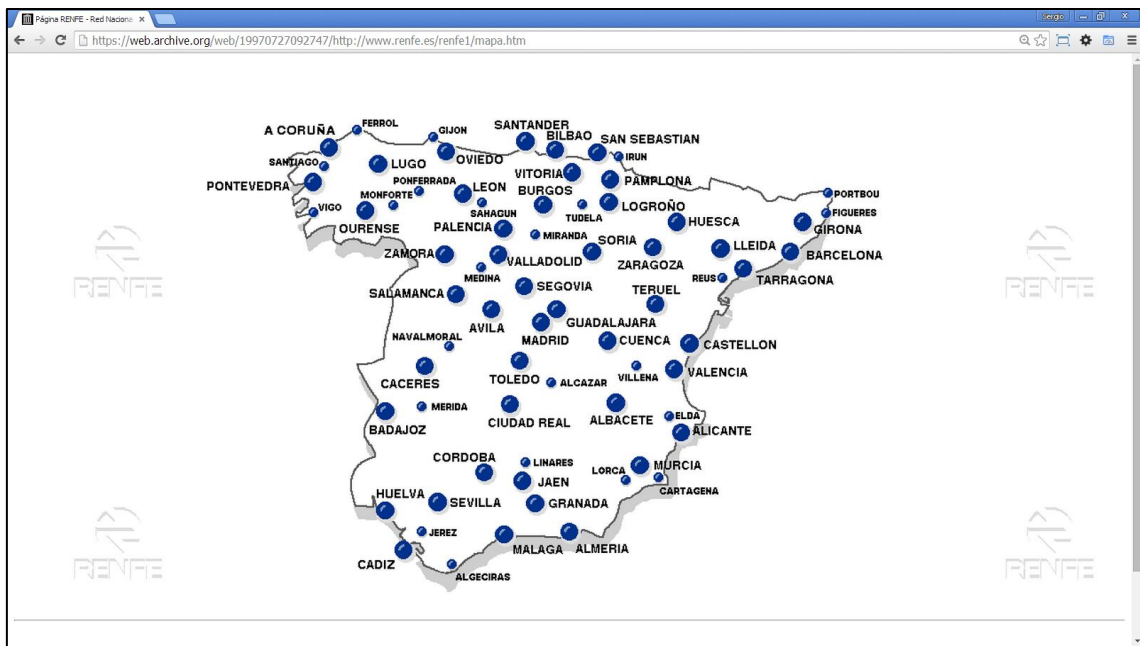 Página RENFE - Red Naciona
Sergio
https://web.archive.org/web/19970727092747/http://www.renfe.es/renfe1/mapa.htm
FERROL
A CORUÑA
GIJON
SANTANDER
BILBAO
SAN SEBASTIAN
IRUN
SANTIAGO
LUGO
OVIEDO
VITORIA
PAMPLONA
PONTEVEDRA
PONFERRADA
LEON
BURGOS
MONFORTE
PORTBOU
VIGO
SAHAGUN
TUDELA
LOGROÑO
FIGUERES
OURENSE
PALENCIA
MIRANDA
HUESCA
GIRONA
SORIA
LLEIDA
ZAMORA
VALLADOLID
ZARAGOZA
BARCELONA
MEDINA
REUS
TARRAGONA
SALAMANCA
SEGOVIA
TERUEL
AVILA
MADRID
GUADALAJARA
NAVALMORAL
CUENCA
CASTELLON
CACERES
TOLEDO
ALCAZAR
VILLENA
VALENCIA
MERIDA
BADAJOZ
CIUDAD REAL
ALBACETE
ELDA
ALICANTE
CORDOBA
LINARES
LORCA
MURCIA
JAEN
CARTAGENA
HUELVA
SEVILLA
GRANADA
JEREZ
MALAGA
ALMERIA
CADIZ
ALGECIRAS
RENFE
RENFE
RENFE
RENFE